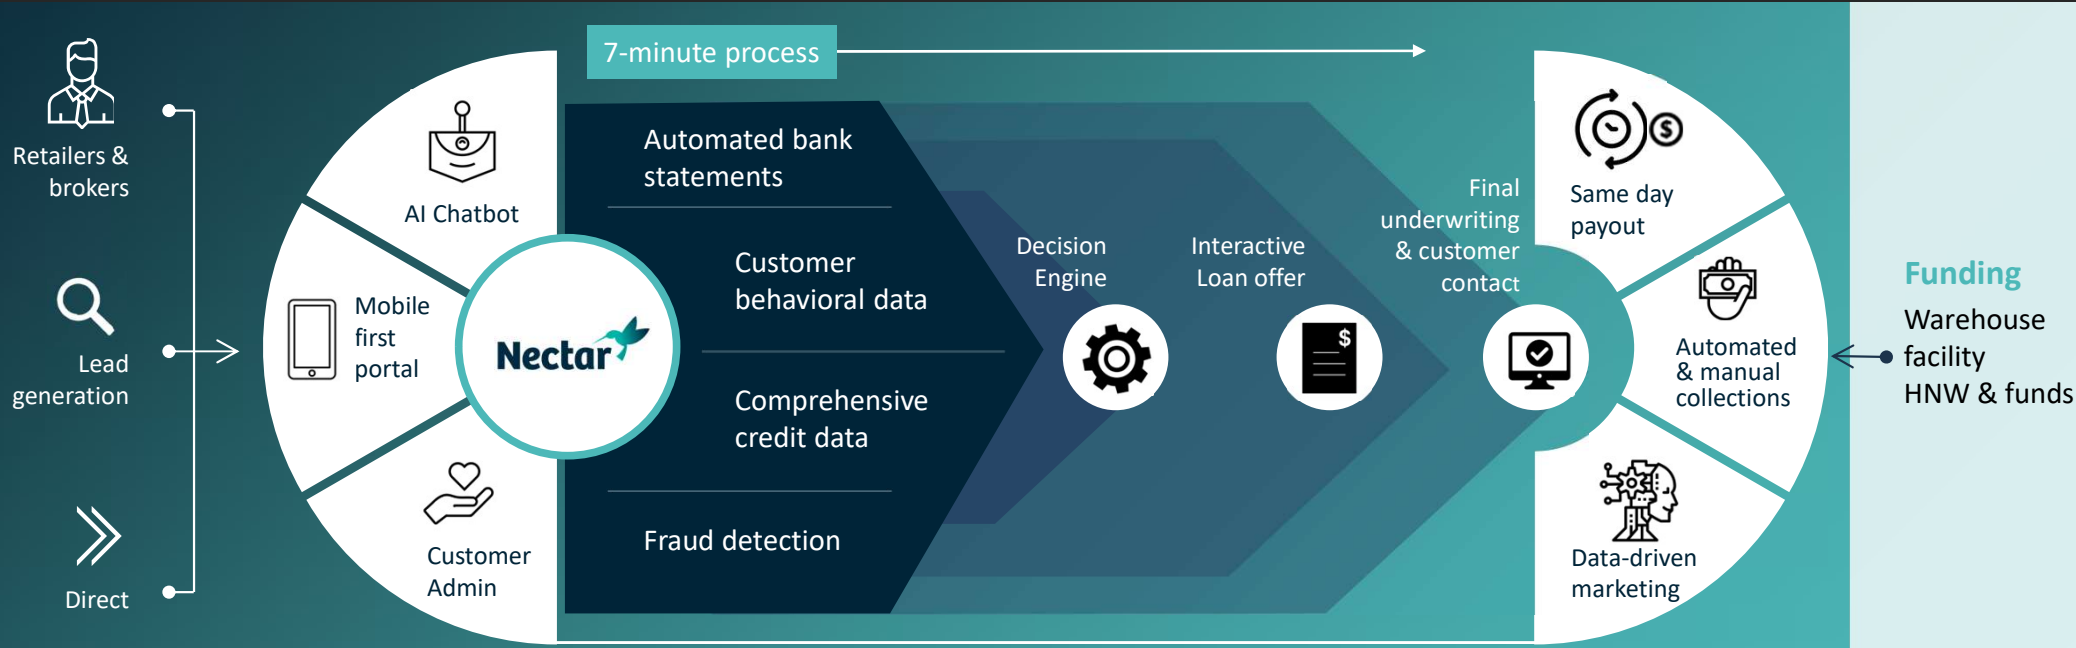 Retailers &
brokers
Lead
generation
Direct
AI Chatbot
Mobile
first
portal
Customer
Admin
Nectar
7-minute process
Automated bank
statements
Customer
behavioral data
Comprehensive
credit data
Fraud detection
Decision
Engine
Interactive
Loan offer
$
Final
underwriting
& customer
contact
$
Same day
payout
Automated
& manual
collections
Data-driven
marketing
Funding
Warehouse
facility
HNW & funds